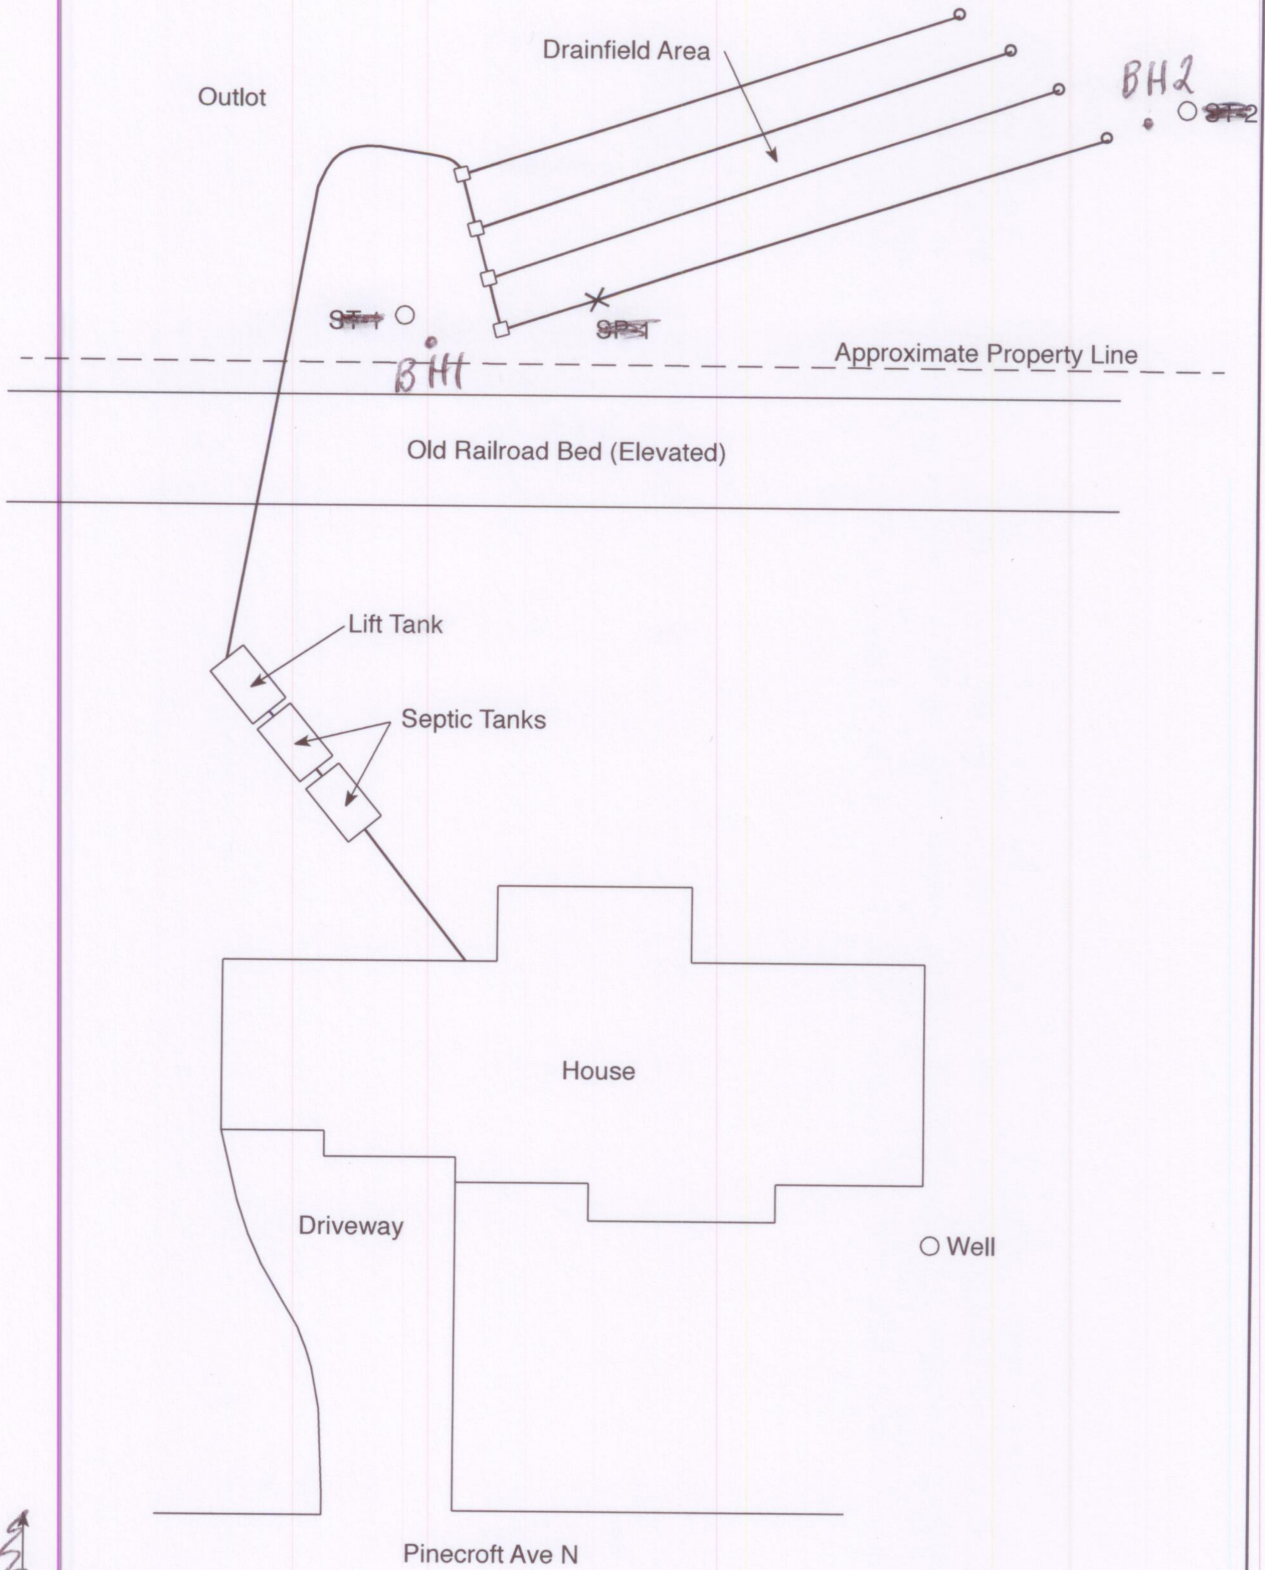 Drainfield Area
BH2
Outlot
ST-2
ST-1
SP-1
BH1
Approximate Property Line
Old Railroad Bed (Elevated)
Lift Tank
Septic Tanks
House
Driveway
Well
Pinecroft Ave N